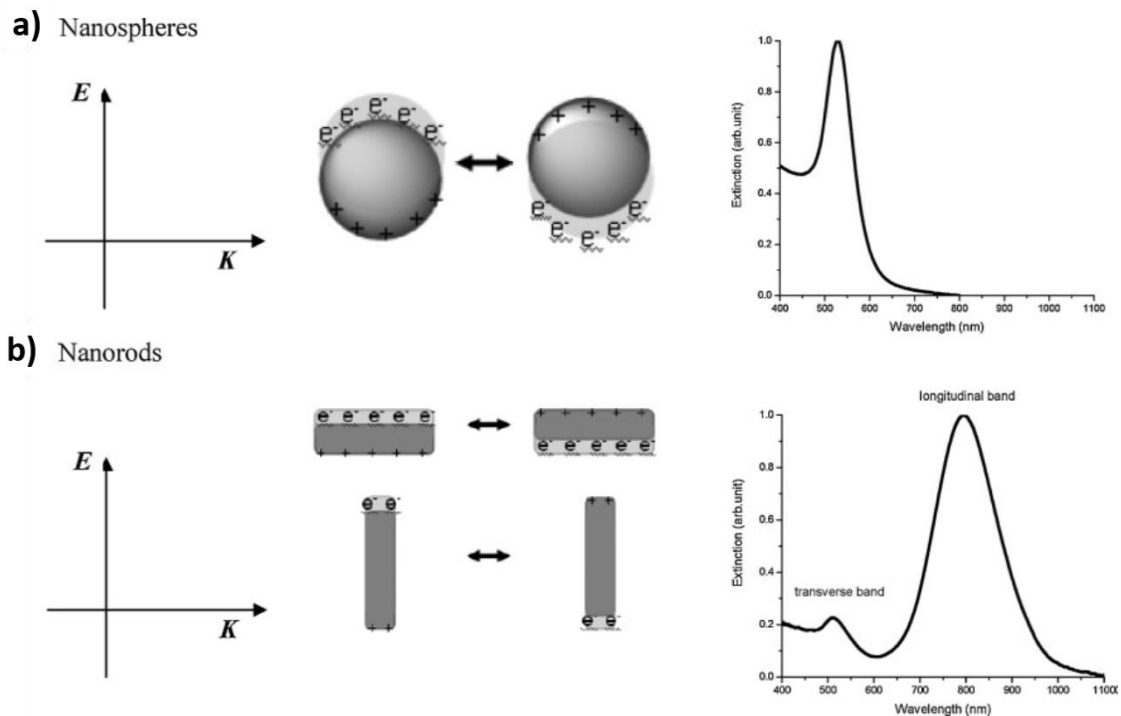 a) Nanospheres
E
K
e⁻ e⁻ e⁻ e⁻ e⁻
+ + + + +
+ + + + +
e⁻ e⁻ e⁻ e⁻ e⁻
Extinction (arb.unit)
1.0
0.8
0.6
0.4
0.2
0.0
400 500 600 700 800 900 1000 1100
Wavelength (nm)
b) Nanorods
E
K
e⁻ e⁻ e⁻ e⁻ e⁻
+ + + + +
+ + + + +
e⁻ e⁻ e⁻ e⁻ e⁻
e⁻ e⁻
+ +
+ +
e⁻ e⁻
longitudinal band
transverse band
Extinction (arb.unit)
1.0
0.8
0.6
0.4
0.2
0.0
400 500 600 700 800 900 1000 1100
Wavelength (nm)